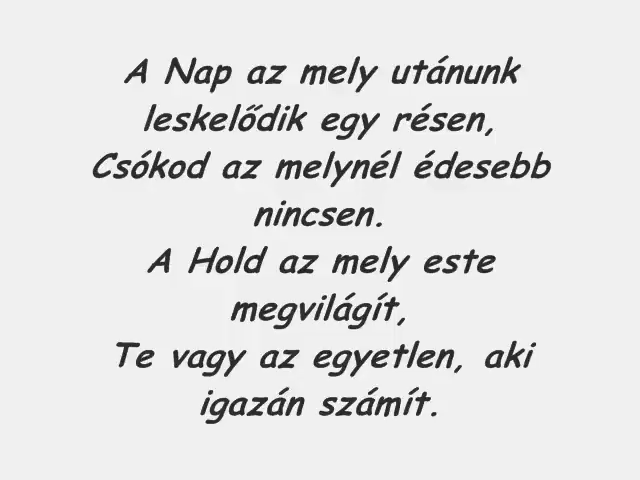 A Nap az mely utánunk
leskelődik egy résen,
Csókod az melynél édesebb
nincsen.
A Hold az mely este
megvilágít,
Te vagy az egyetlen, aki
igazán számít.